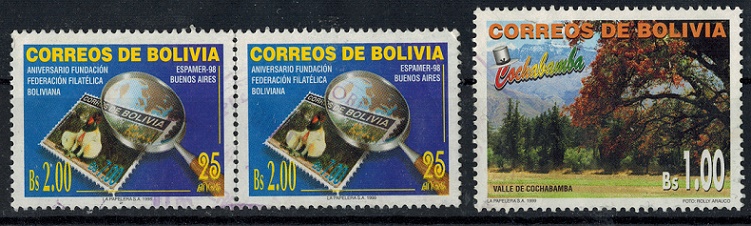 CORREOS DE BOLIVIA
ANIVERSARIO FUNDACIÓN
FEDERACIÓN FILATÉLICA
BOLIVIANA
ESPAMER-98
BUENOS AIRES
CORREOS DE BOLIVIA
Bs 2.00
25
años
LA PAPELERA S.A. 1999
CORREOS DE BOLIVIA
ANIVERSARIO FUNDACIÓN
FEDERACIÓN FILATÉLICA
BOLIVIANA
ESPAMER-98
BUENOS AIRES
CORREOS DE BOLIVIA
Bs 2.00
25
años
LA PAPELERA S.A. 1999
CORREOS DE BOLIVIA
Cochabamba
VALLE DE COCHABAMBA
Bs 1.00
LA PAPELERA S.A. 1999
FOTO: ROLLY ARAUCO